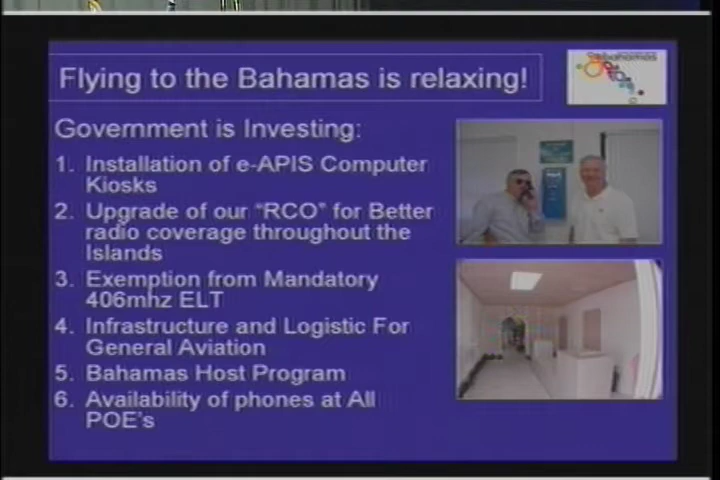 Flying to the Bahamas is relaxing!
Government is Investing:
1. Installation of e-APIS Computer
Kiosks
2. Upgrade of our “RCO” for Better
radio coverage throughout the
Islands
3. Exemption from Mandatory
406mhz ELT
4. Infrastructure and Logistic For
General Aviation
5. Bahamas Host Program
6. Availability of phones at All
POE's